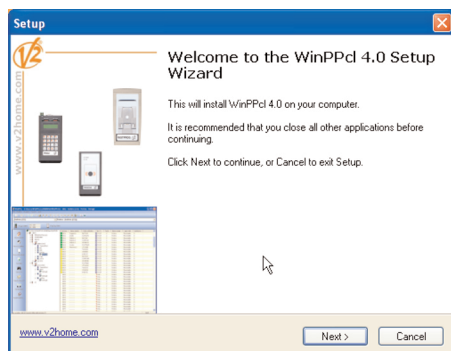 Setup
V2
Welcome to the WinPPcl 4.0 Setup
Wizard
www.v2home.com
This will install WinPPcl 4.0 on your computer.
It is recommended that you close all other applications before
continuing.
Click Next to continue, or Cancel to exit Setup.
www.v2home.com
Next >
Cancel